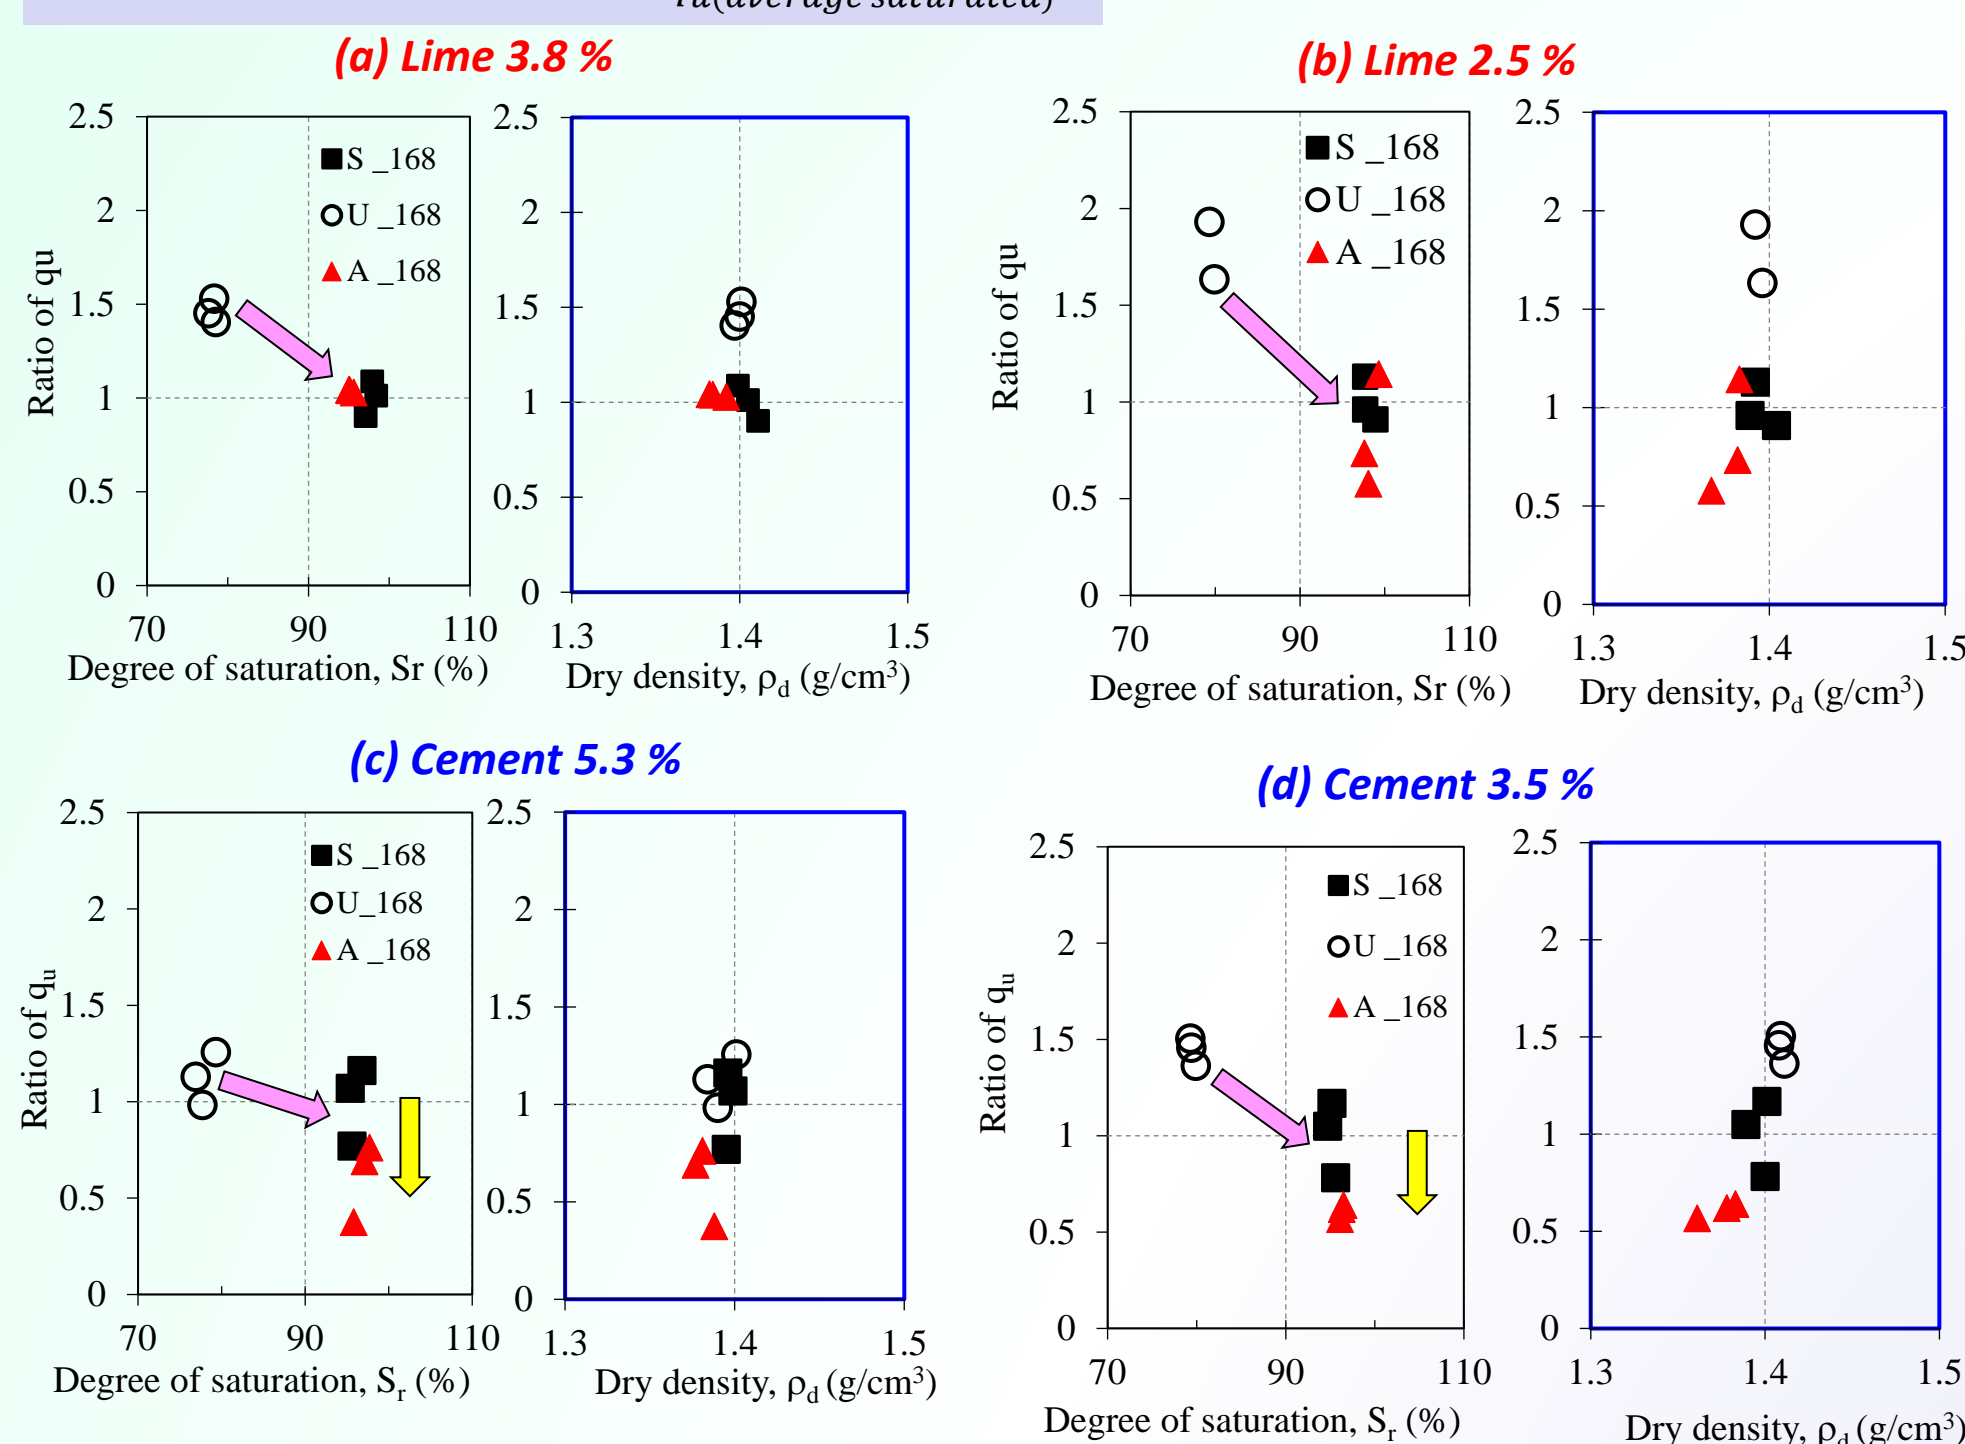 (average saturated)
(a) Lime 3.8 %
(b) Lime 2.5 %
2.5
2
1.5
1
0.5
0
70
90
110
Ratio of qu
Degree of saturation, Sr (%)
S _168
U _168
A _168
2.5
2
1.5
1
0.5
0
1.3
1.4
1.5
Dry density, ρd (g/cm³)
2.5
2
1.5
1
0.5
0
70
90
110
Ratio of qu
Degree of saturation, Sr (%)
S _168
U _168
A _168
2.5
2
1.5
1
0.5
0
1.3
1.4
1.5
Dry density, ρd (g/cm³)
(c) Cement 5.3 %
(d) Cement 3.5 %
2.5
2
1.5
1
0.5
0
70
90
110
Ratio of qu
Degree of saturation, Sr (%)
S _168
U_168
A _168
2.5
2
1.5
1
0.5
0
1.3
1.4
1.5
Dry density, ρd (g/cm³)
2.5
2
1.5
1
0.5
0
70
90
110
Ratio of qu
Degree of saturation, Sr (%)
S _168
U _168
A _168
2.5
2
1.5
1
0.5
0
1.3
1.4
1.5
Dry density, ρd (g/cm³)